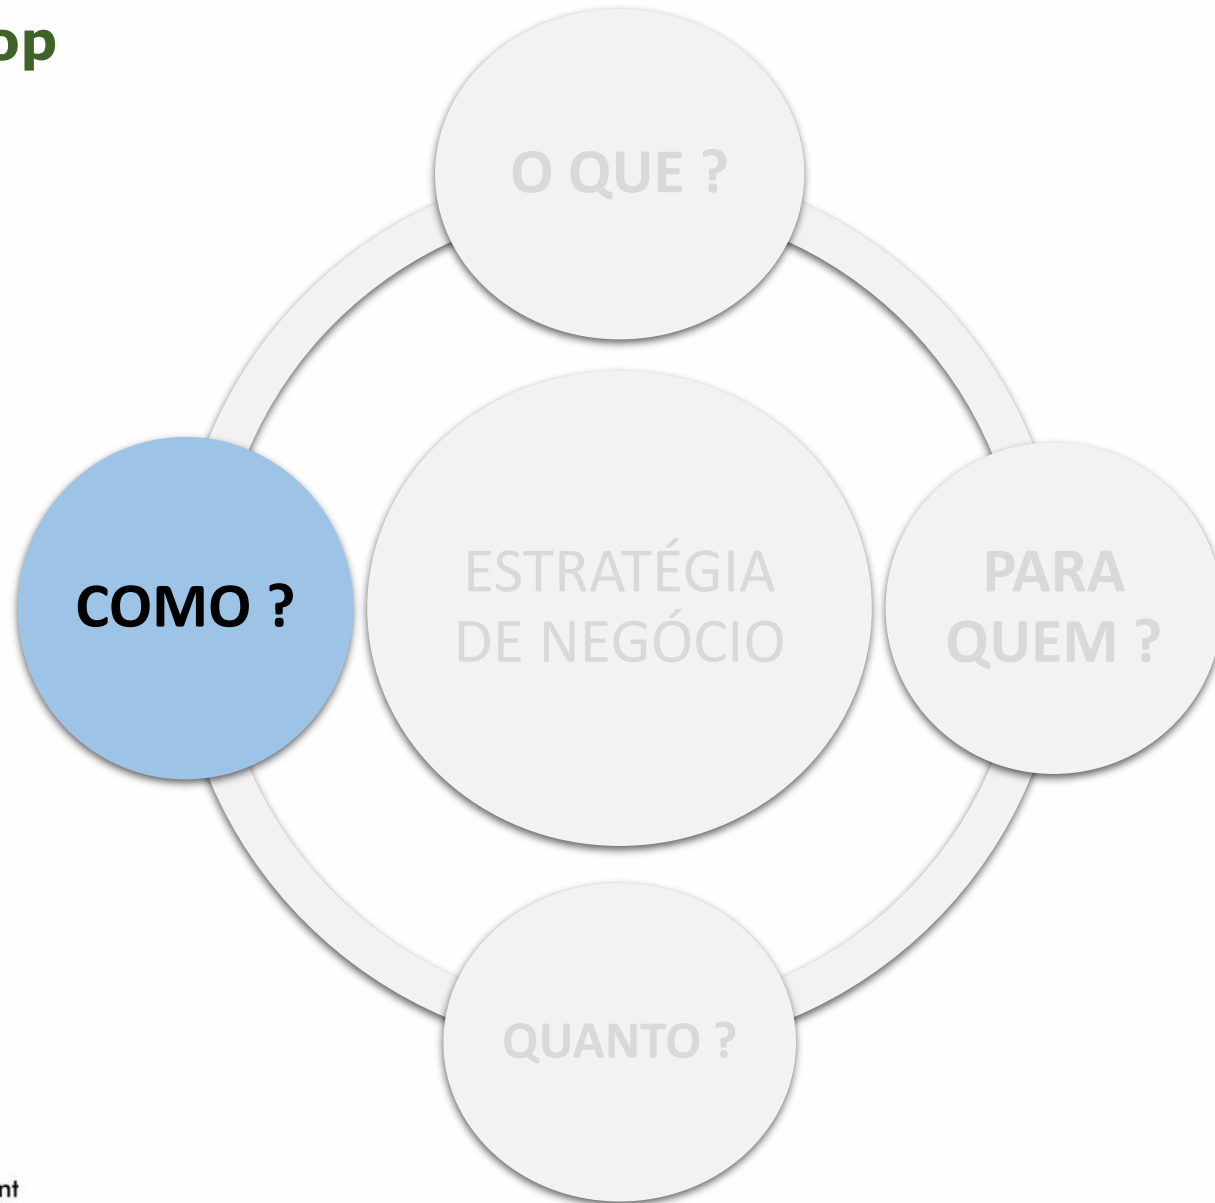 op
O QUE ?
COMO ?
ESTRATÉGIA
DE NEGÓCIO
PARA
QUEM ?
QUANTO ?
nt